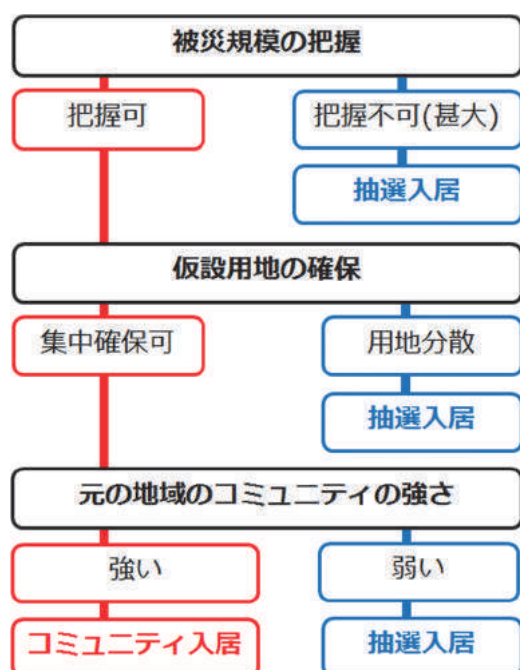 被災規模の把握
把握可
把握不可(甚大)
抽選入居
仮設用地の確保
集中確保可
用地分散
抽選入居
元の地域のコミュニティの強さ
強い
弱い
コミュニティ入居
抽選入居